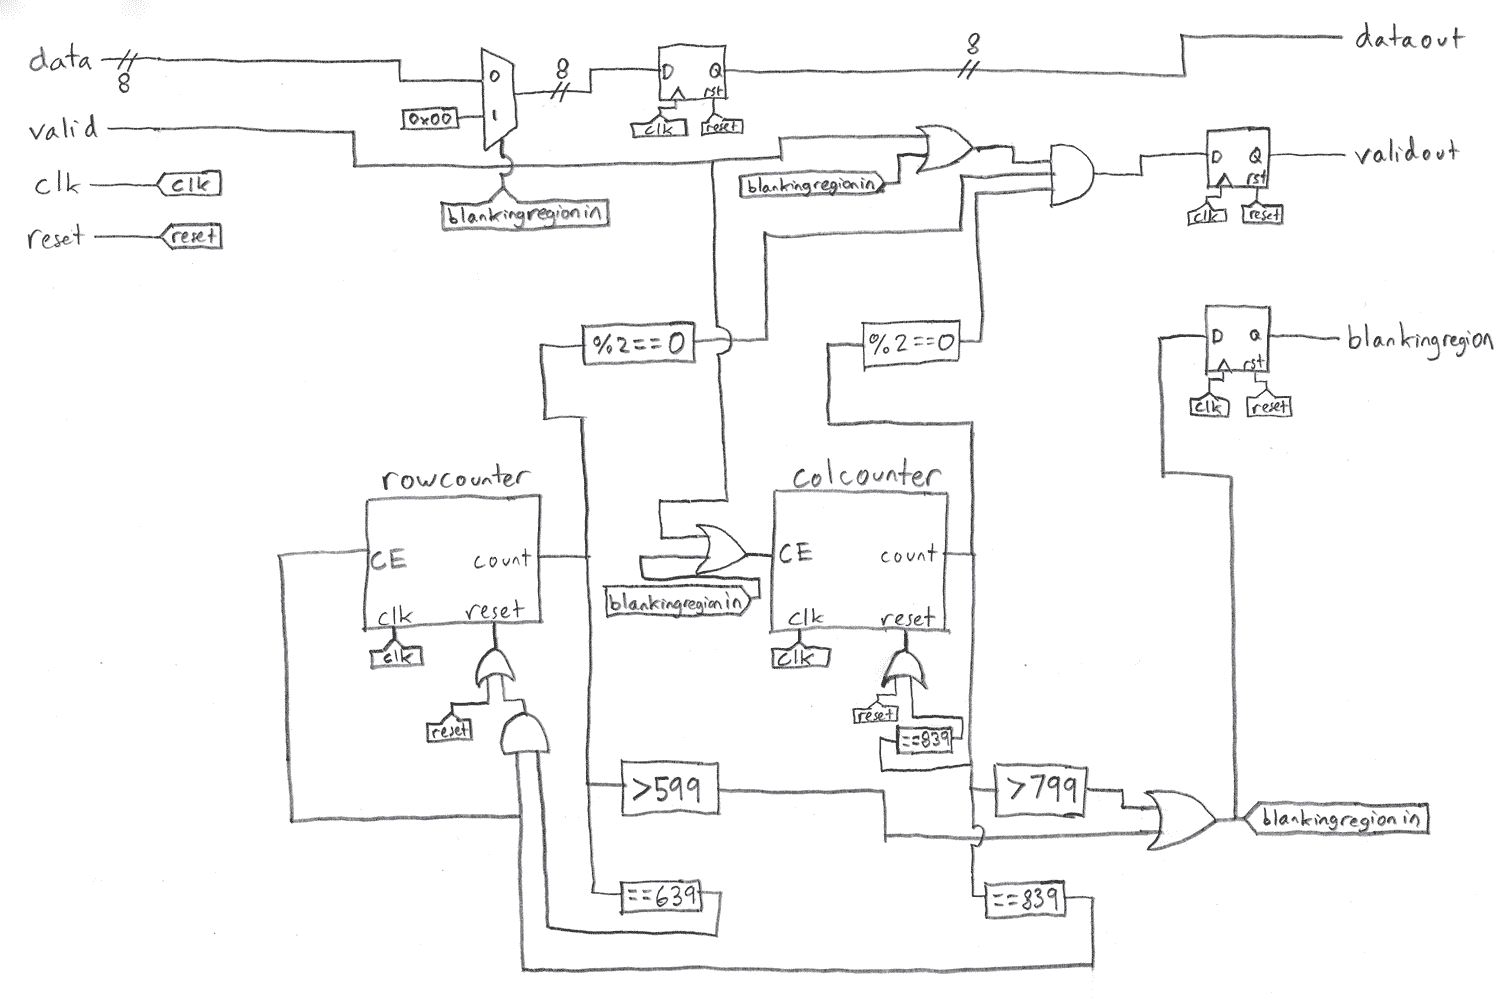 data
8
0
1
0x00
8
D
Q
rst
clk
reset
8
dataout
valid
blankingregionin
D
Q
rst
clk
reset
validout
clk
clk
reset
reset
blankingregionin
%2==0
%2==0
D
Q
rst
clk
reset
blankingregion
rowcounter
CE
count
clk
reset
clk
reset
colcounter
CE
count
clk
reset
blankingregionin
clk
reset
==839
>599
>799
blankingregionin
==639
==839